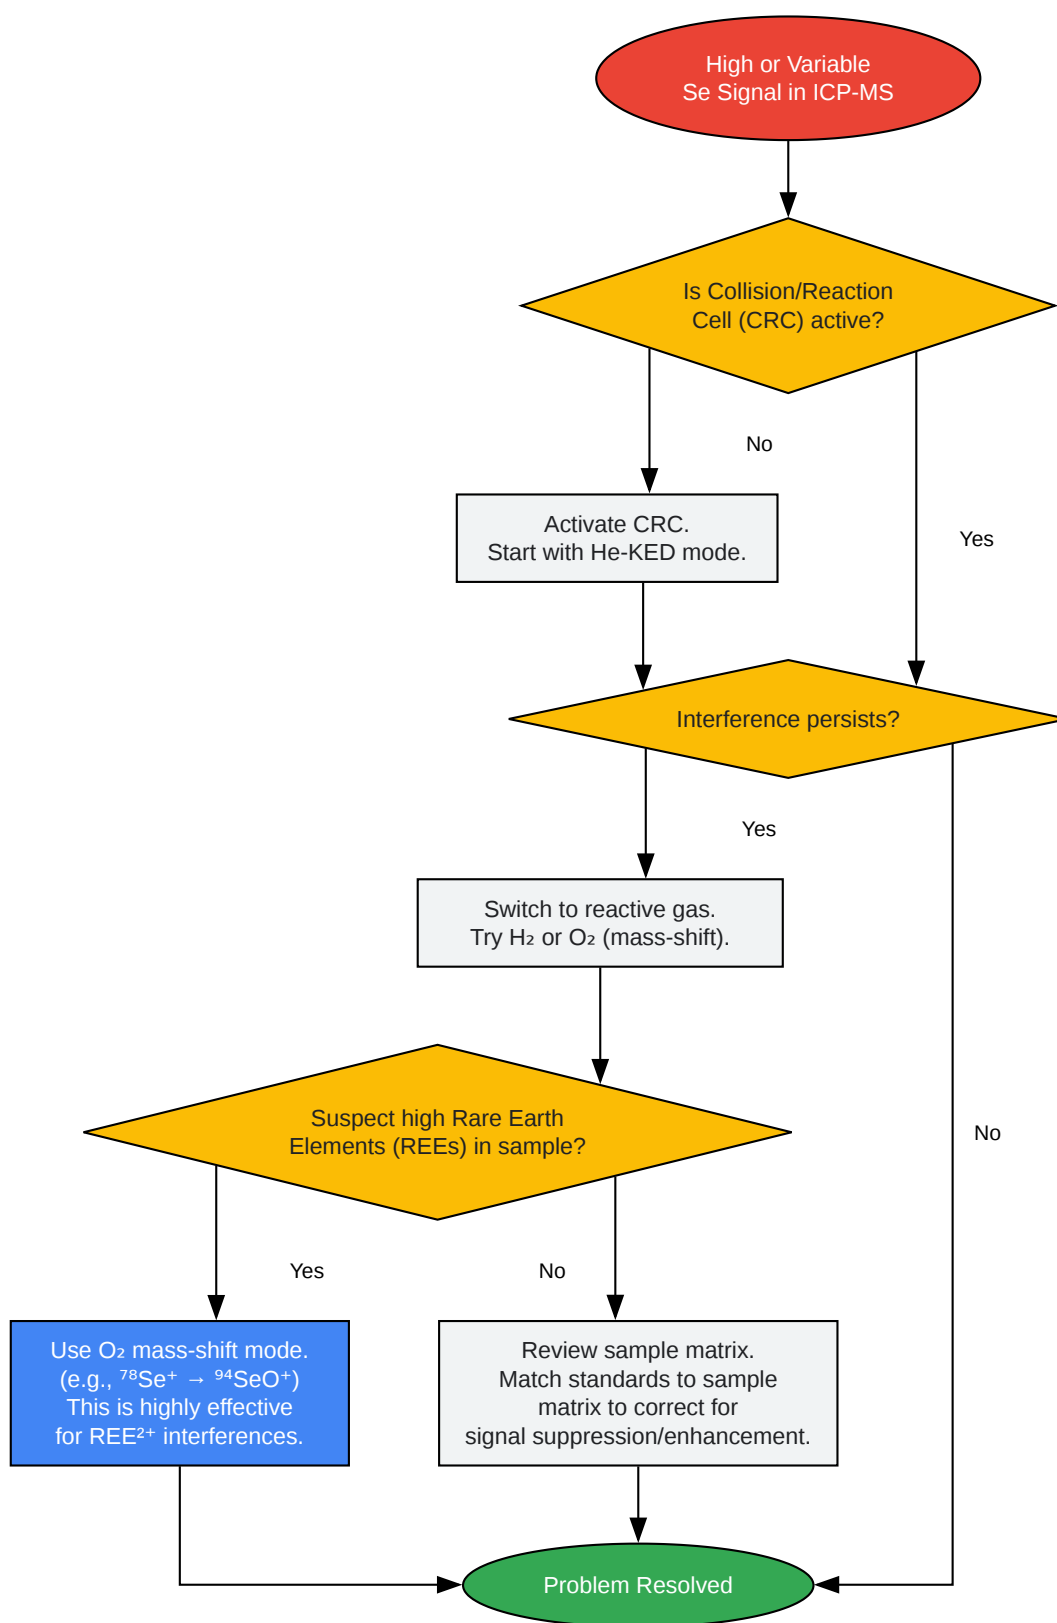 High or Variable
Se Signal in ICP-MS
Is Collision/Reaction
Cell (CRC) active?
No
Activate CRC.
Start with He-KED mode.
Yes
Interference persists?
Yes
Switch to reactive gas.
Try H₂ or O₂ (mass-shift).
Suspect high Rare Earth
Elements (REEs) in sample?
No
Yes
No
Use O₂ mass-shift mode.
(e.g., ⁷⁸Se⁺ → ⁹⁴SeO⁺)
This is highly effective
for REE²⁺ interferences.
Review sample matrix.
Match standards to sample
matrix to correct for
signal suppression/enhancement.
Problem Resolved